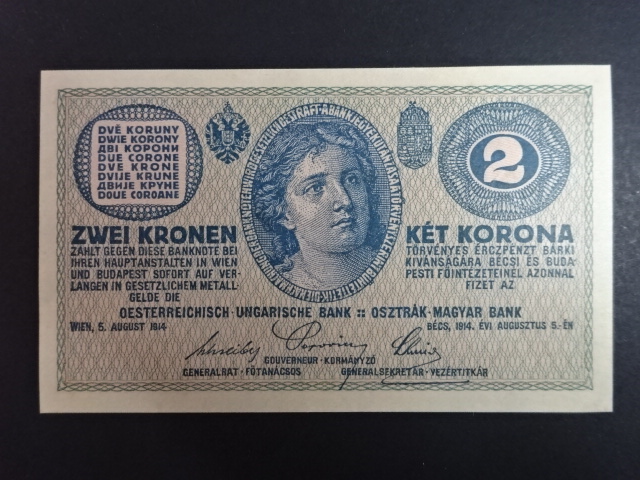 DVĚ KORUNY
DWIE KORONY
ДВІ КОРОНИ
DUE CORONE
DVE KRONE
DVIJE KRUNE
ДВИЈЕ КРУНЕ
DOUE COROANE
2
ZWEI KRONEN
ZAHLT GEGEN DIESE BANKNOTE BEI
IHREN HAUPTANSTALTEN IN WIEN
UND BUDAPEST SOFORT AUF VER-
LANGEN IN GESETZLICHEM METALL-
GELDE DIE
KÉT KORONA
TÖRVÉNYES ÉRCZPÉNZT BÁRKI
KIVÁNSÁGÁRA BÉCSI ÉS BUDA-
PESTI FŐINTÉZETEINÉL AZONNAL
FIZET AZ
OESTERREICHISCH-UNGARISCHE BANK :: OSZTRÁK-MAGYAR BANK
WIEN, 5. AUGUST 1914
BÉCS, 1914. ÉVI AUGUSTUS 5.-ÉN
GOUVERNEUR · KORMÁNYZÓ
GENERALRAT · FŐTANÁCSOS
GENERALSEKRETÄR · VEZÉRTITKÁR